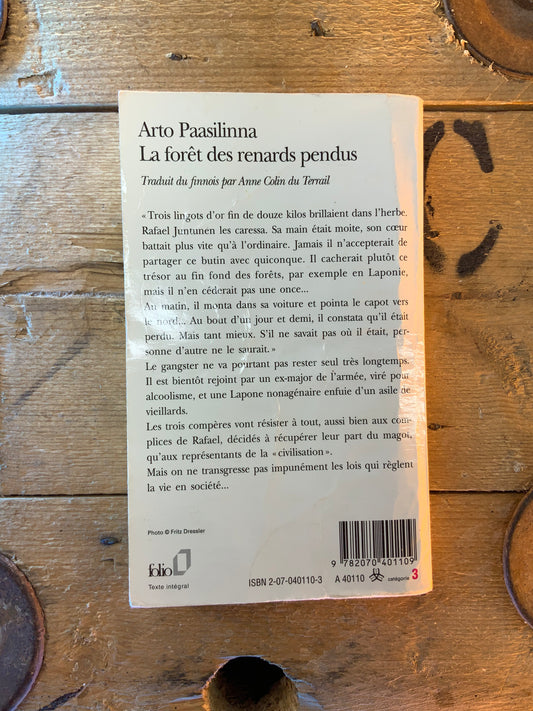 Arto Paasilinna
La forêt des renards pendus
Traduit du finnois par Anne Colin du Terrail
« Trois lingots d'or fin de douze kilos brillaient dans l'herbe.
Rafael Juntunen les caressa. Sa main était moite, son cœur
battait plus vite qu'à l'ordinaire. Jamais il n'accepterait de
partager ce butin avec quiconque. Il cacherait plutôt ce
trésor au fin fond des forêts, par exemple en Laponie,
mais il n'en céderait pas une once...
Au matin, il monta dans sa voiture et pointa le capot vers
le nord... Au bout d'un jour et demi, il constata qu'il était
perdu. Mais tant mieux. S'il ne savait pas où il était, per-
sonne d'autre ne le saurait. »
Le gangster ne va pourtant pas rester seul très longtemps.
Il est bientôt rejoint par un ex-major de l'armée, viré pour
alcoolisme, et une Lapone nonagénaire enfuie d'un asile de
vieillards.
Les trois compères vont résister à tout, aussi bien aux com-
plices de Rafael, décidés à récupérer leur part du magot,
qu'aux représentants de la « civilisation ».
Mais on ne transgresse pas impunément les lois qui règlent
la vie en société...
Photo © Fritz Dressler
folio
Texte intégral
9 782070 401109
ISBN 2-07-040110-3 A 40110 catégorie 3
C